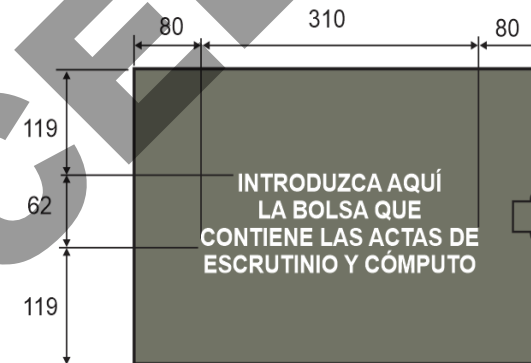 80 310 80
119
62
119
INTRODUZCA AQUÍ
LA BOLSA QUE
CONTIENE LAS ACTAS DE
ESCRUTINIO Y CÓMPUTO